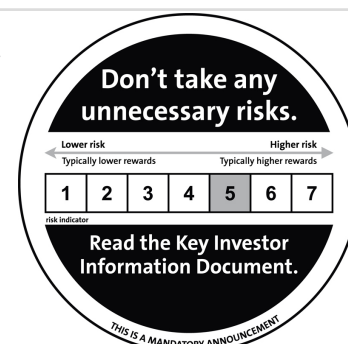 Don't take any
unnecessary risks.
Lower risk Higher risk
Typically lower rewards Typically higher rewards
1 2 3 4 5 6 7
risk indicator
Read the Key Investor
Information Document.
THIS IS A MANDATORY ANNOUNCEMENT